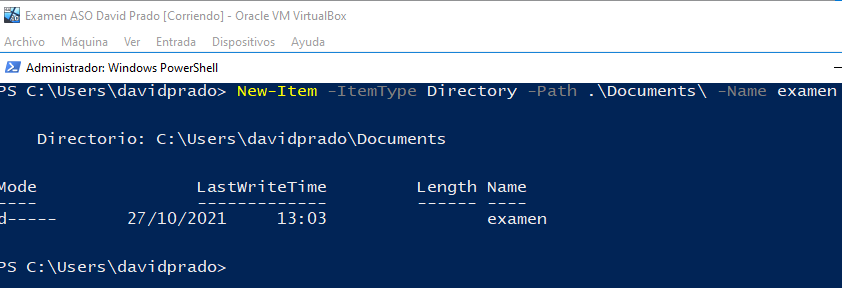 Examen ASO David Prado [Corriendo] - Oracle VM VirtualBox
Archivo Máquina Ver Entrada Dispositivos Ayuda
Administrador: Windows PowerShell
PS C:\Users\davidprado> New-Item -ItemType Directory -Path .\Documents\ -Name examen
Directorio: C:\Users\davidprado\Documents
Mode LastWriteTime Length Name
---- ------------- ------ ----
d----- 27/10/2021 13:03 examen
PS C:\Users\davidprado>